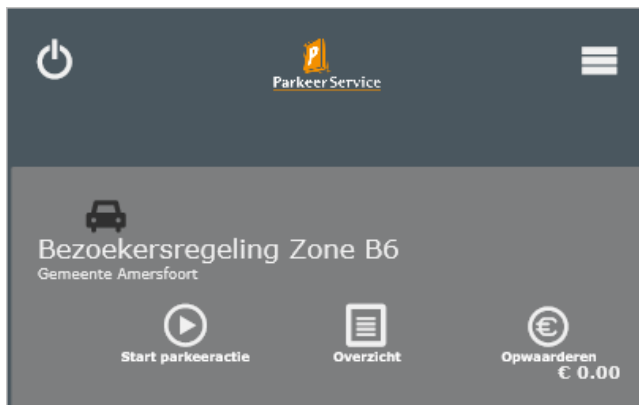 P
ParkeerService
Bezoekersregeling Zone B6
Gemeente Amersfoort
Start parkeeractie
Overzicht
€
Opwaarderen
€ 0.00